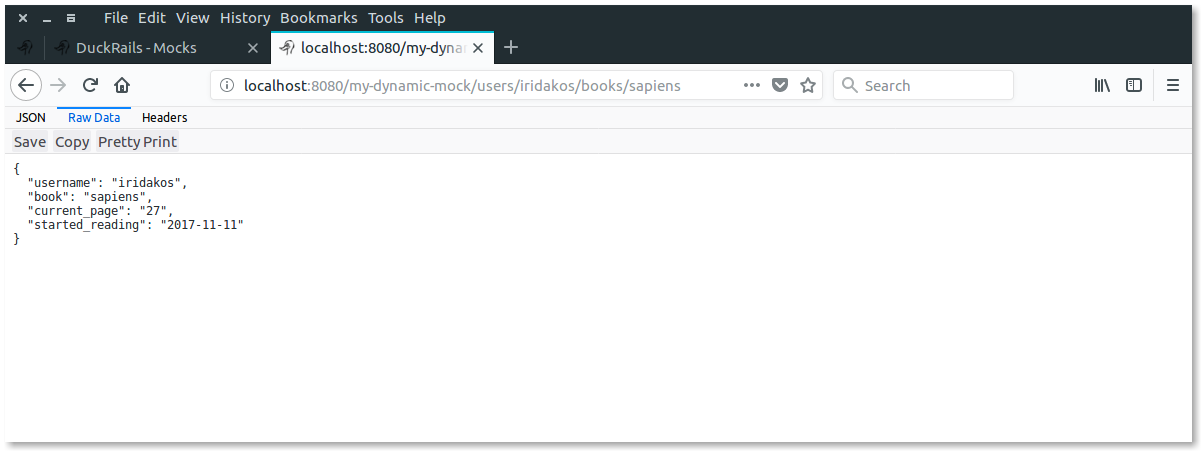 File Edit View History Bookmarks Tools Help
DuckRails - Mocks localhost:8080/my-dyna
localhost:8080/my-dynamic-mock/users/iridakos/books/sapiens Search
JSON Raw Data Headers
Save Copy Pretty Print
{
"username": "iridakos",
"book": "sapiens",
"current_page": "27",
"started_reading": "2017-11-11"
}